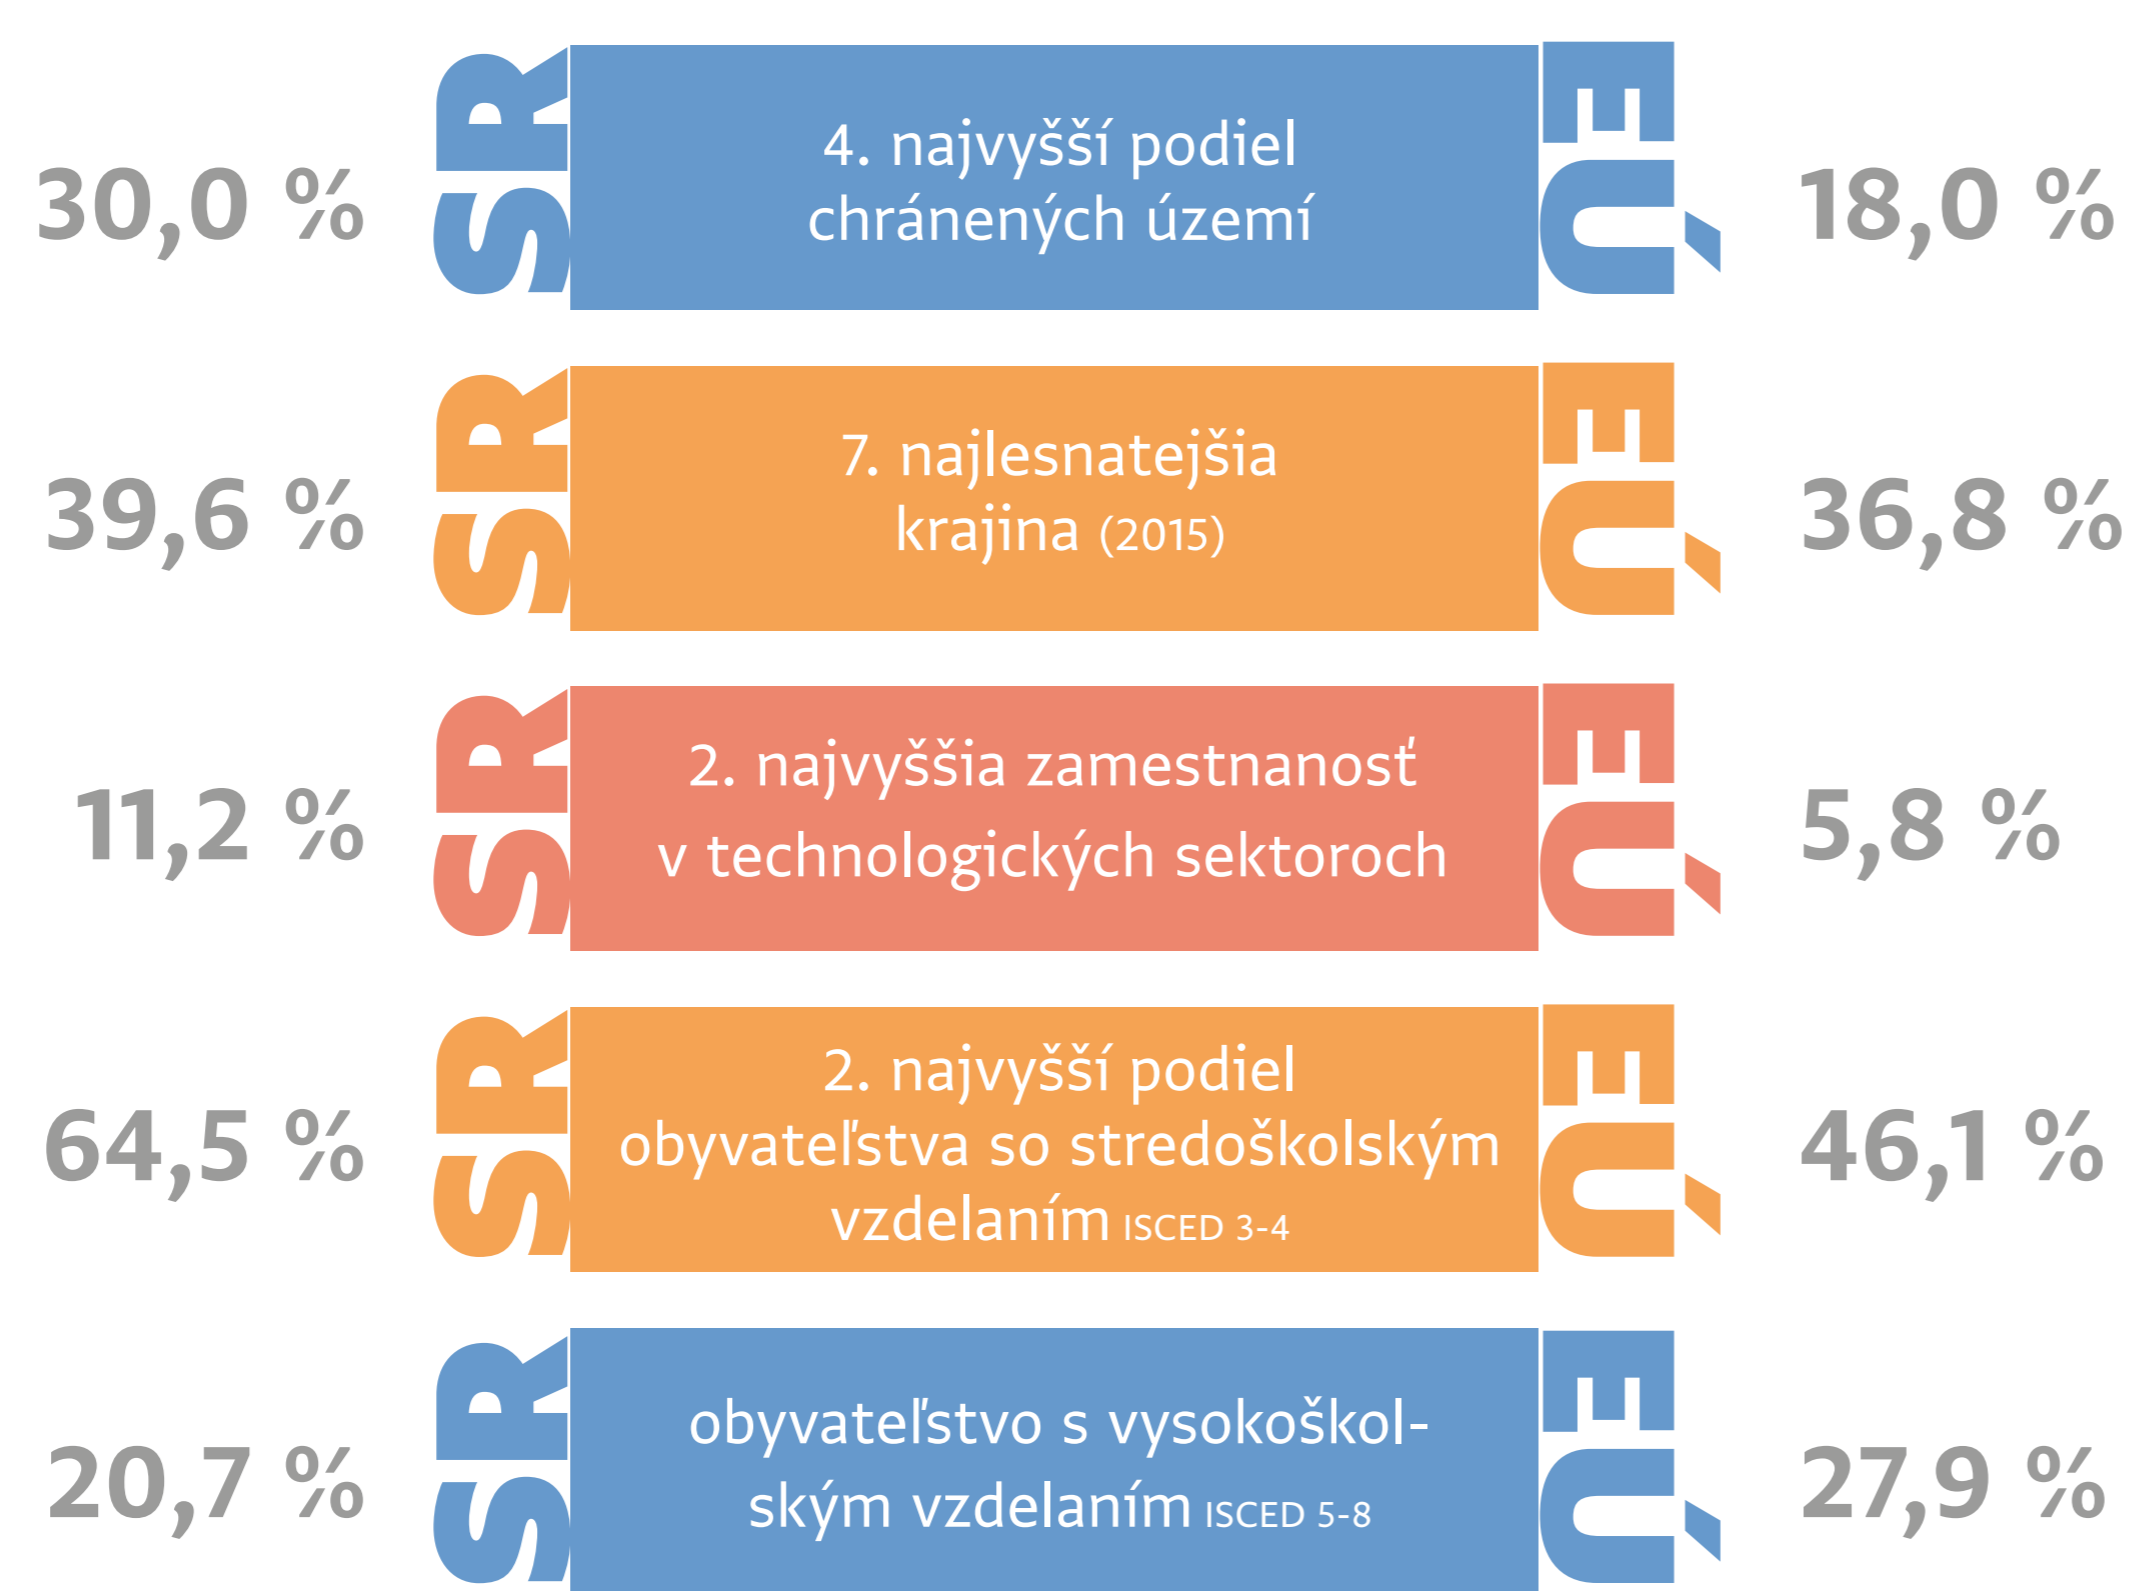 30,0 %
SR
4. najvyšší podiel
chránených území
EÚ
18,0 %
39,6 %
SR
7. najlesnatejšia
krajina (2015)
EÚ
36,8 %
11,2 %
SR
2. najvyššia zamestnanosť
v technologických sektoroch
EÚ
5,8 %
64,5 %
SR
2. najvyšší podiel
obyvateľstva so stredoškolským
vzdelaním ISCED 3-4
EÚ
46,1 %
20,7 %
SR
obyvateľstvo s vysokoškol-
ským vzdelaním ISCED 5-8
EÚ
27,9 %